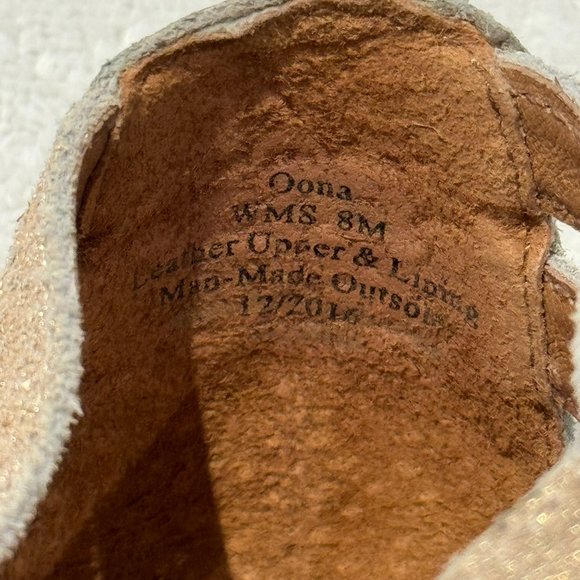 Oona
WMS 8M
Leather Upper & Lining
Man-Made Outsole
12/2016